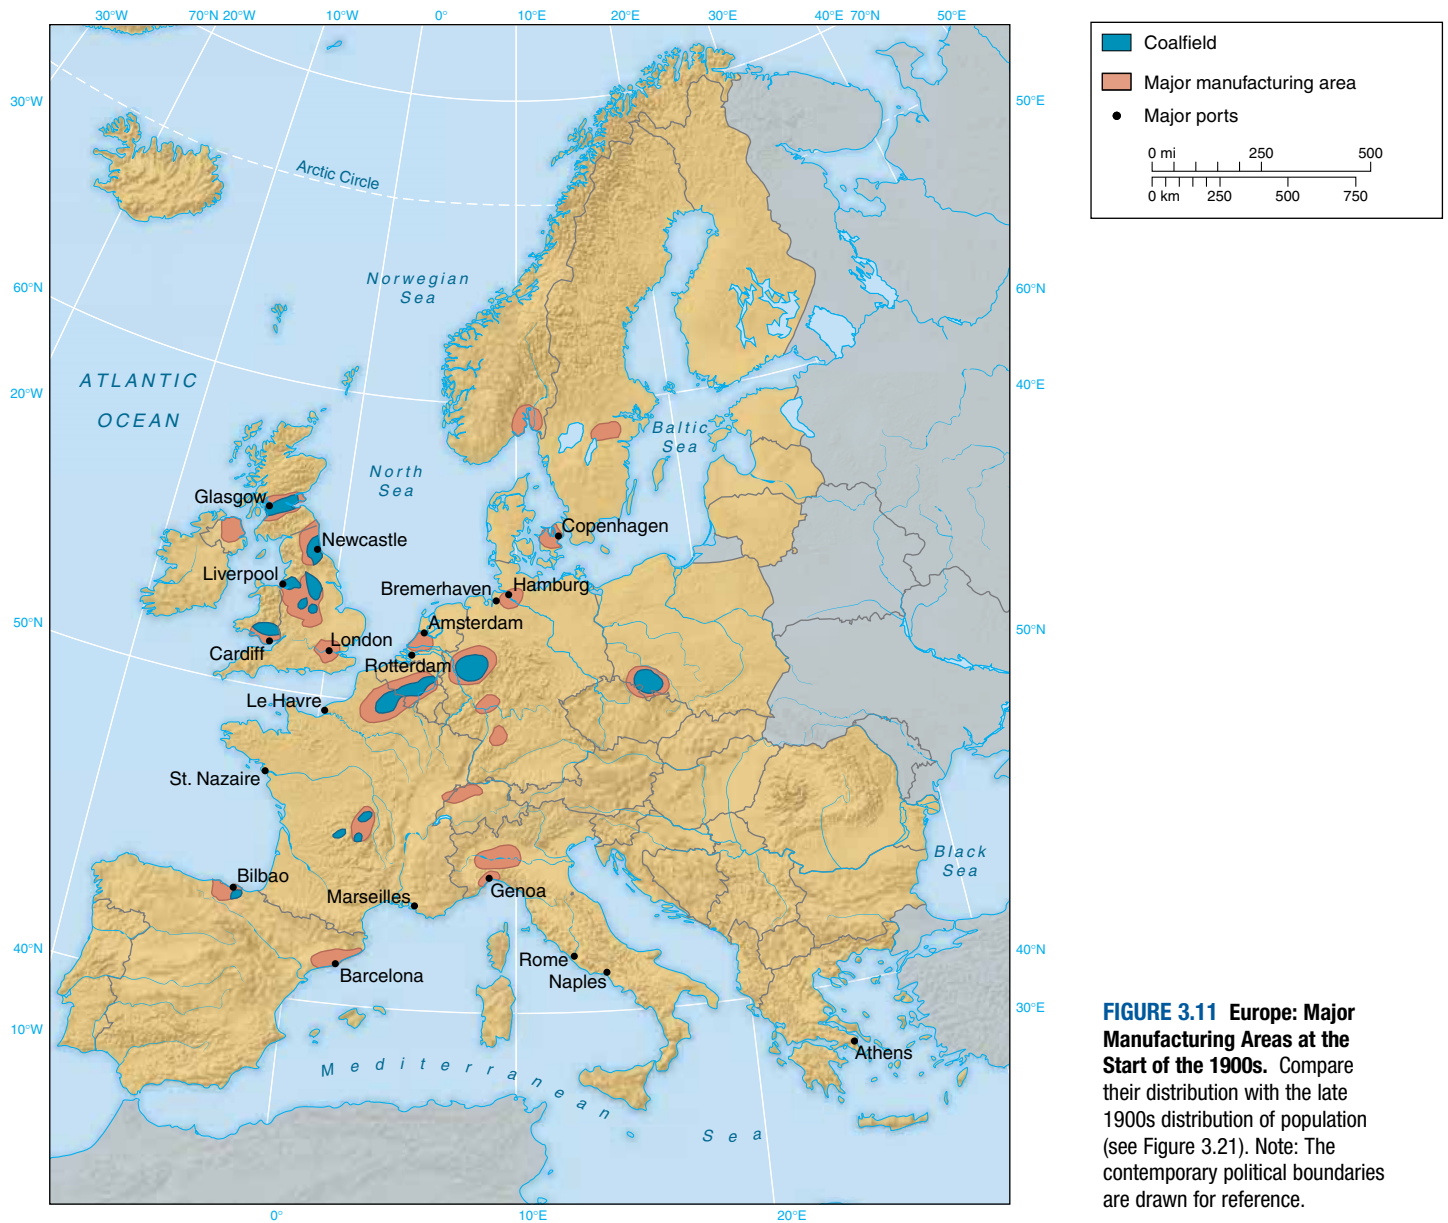 30°W
70°N 20°W
10°W
0°
10°E
20°E
30°E
40°E 70°N
50°E
Coalfield
Major manufacturing area
Major ports
0 mi 250 500
0 km 250 500 750
30°W
50°E
Arctic Circle
Norwegian
Sea
60°N
60°N
ATLANTIC
OCEAN
20°W
40°E
Baltic
Sea
North
Sea
Glasgow
Copenhagen
Newcastle
Liverpool
Bremerhaven
Hamburg
50°N
Amsterdam
50°N
London
Cardiff
Rotterdam
Le Havre
St. Nazaire
Black
Sea
Bilbao
Marseilles
Genoa
40°N
40°N
Rome
Barcelona
Naples
30°E
10°W
Athens
Mediterranean
Sea
0°
10°E
20°E
FIGURE 3.11 Europe: Major
Manufacturing Areas at the
Start of the 1900s. Compare
their distribution with the late
1900s distribution of population
(see Figure 3.21). Note: The
contemporary political boundaries
are drawn for reference.